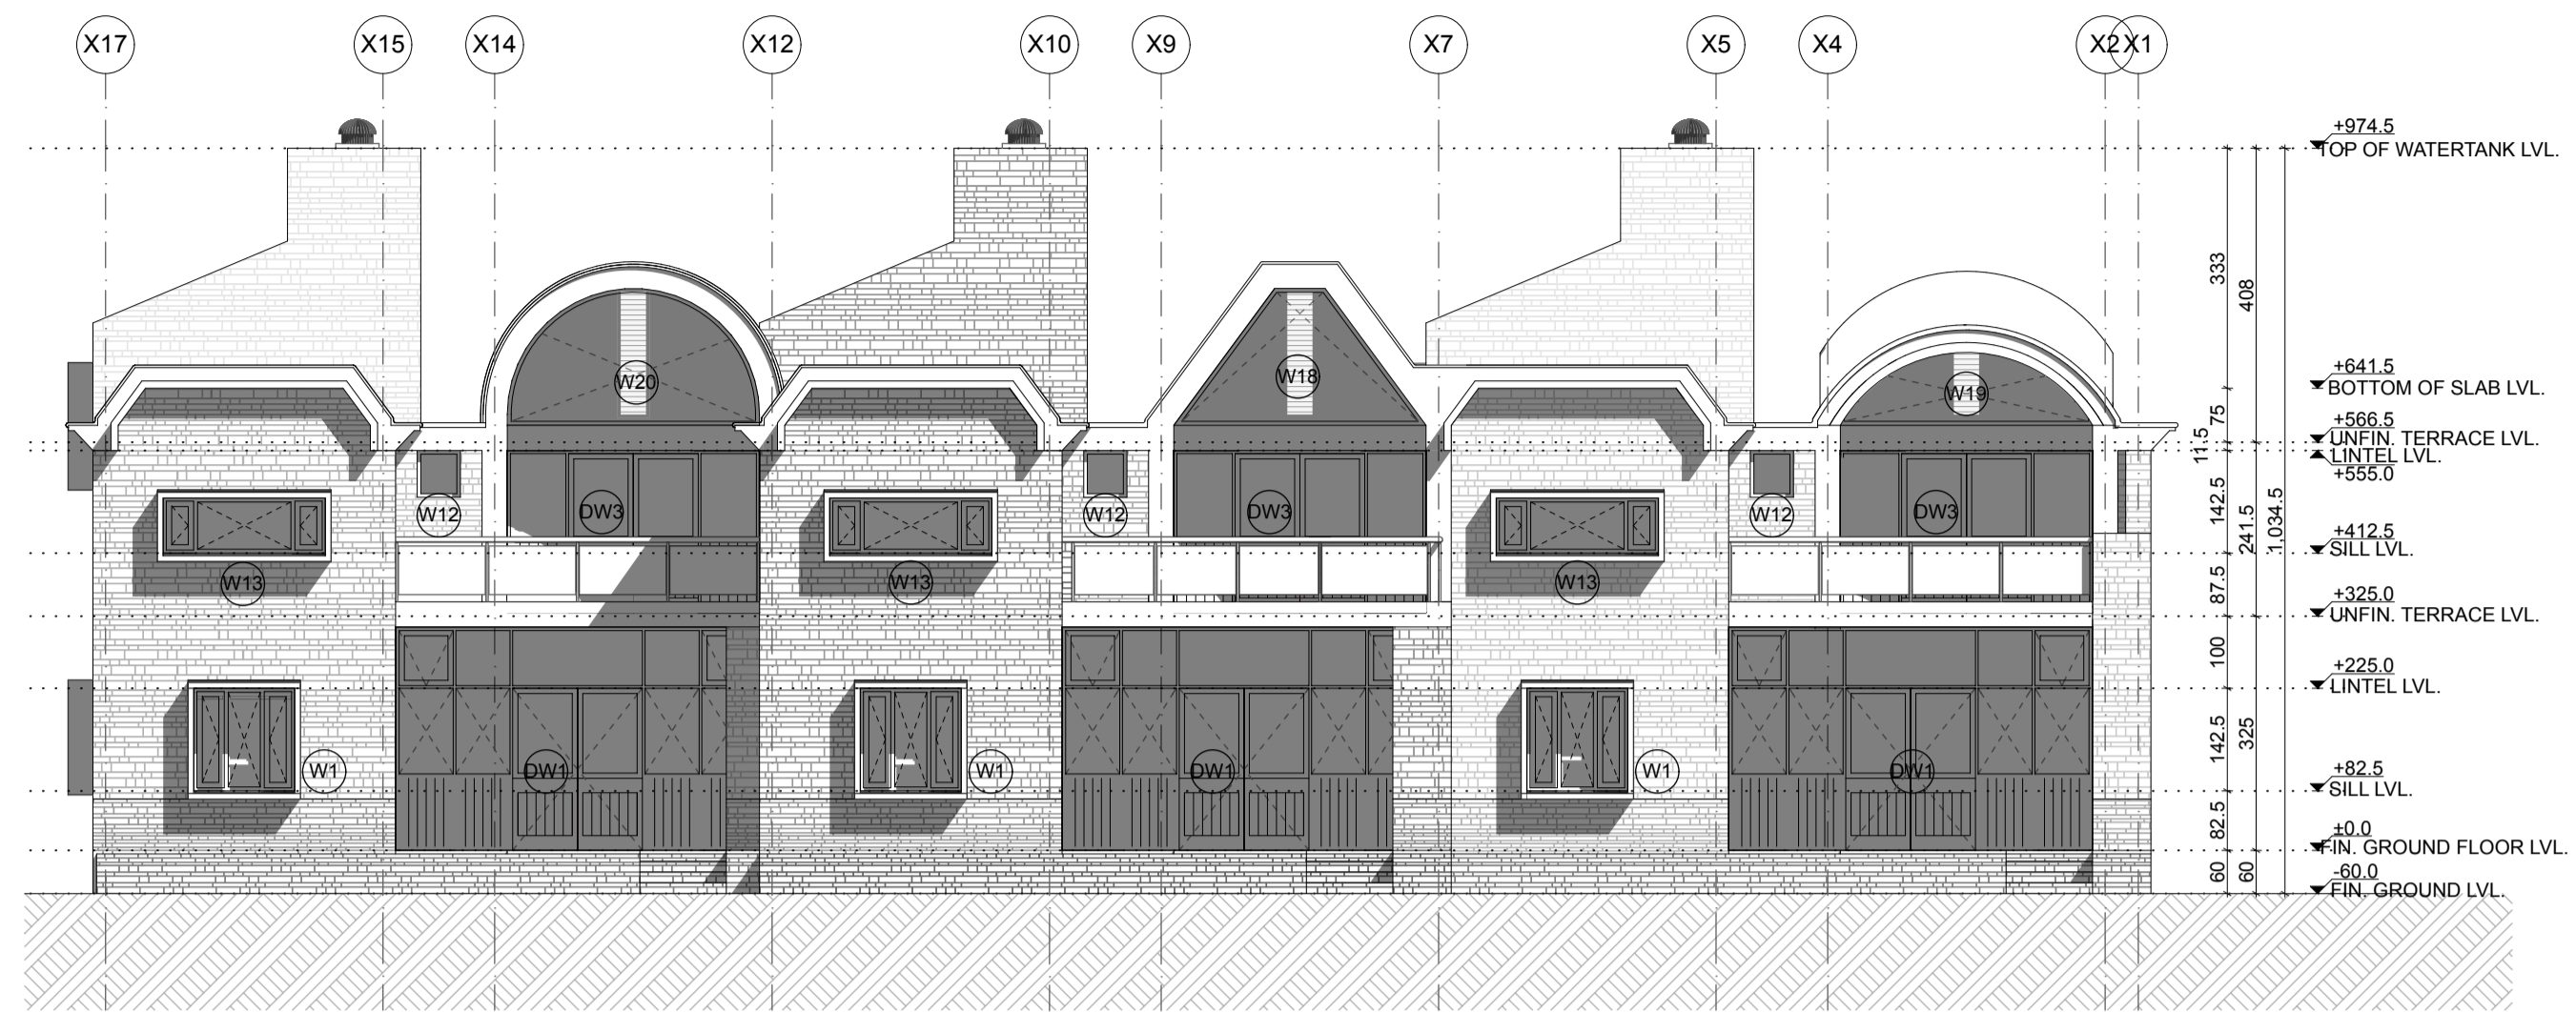 X17 X15 X14 X12 X10 X9 X7 X5 X4 X2 X1
+974.5
TOP OF WATERTANK LVL.
333
408
+641.5
BOTTOM OF SLAB LVL.
W20
W18
W19
75
+566.5
UNFIN. TERRACE LVL.
111.5
LINTEL LVL.
+555.0
W12 DW3 W12 DW3 W12 DW3
142.5
241.5
1,034.5
+412.5
SILL LVL.
W13 W13 W13
87.5
+325.0
UNFIN. TERRACE LVL.
100
+225.0
LINTEL LVL.
142.5
325
W1 DW1 W1 DW1 W1 DW1
+82.5
SILL LVL.
82.5
±0.0
FIN. GROUND FLOOR LVL.
60
60
-60.0
FIN. GROUND LVL.